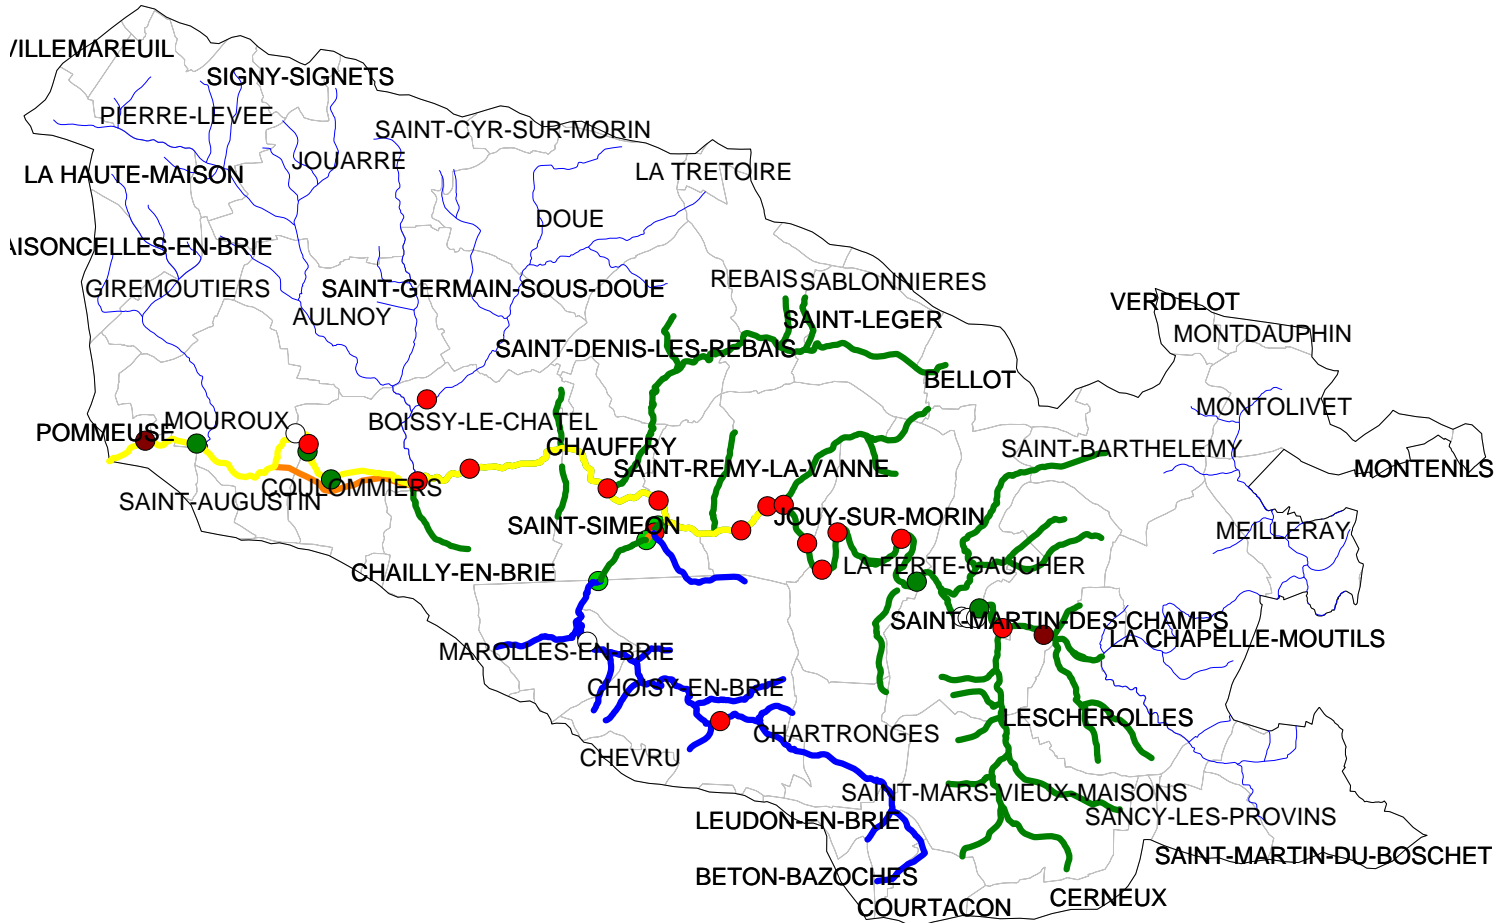 VILLEMAREUIL
SIGNY-SIGNETS
PIERRE-LEVEE
SAINT-CYR-SUR-MORIN
JOUARRE
LA HAUTE-MAISON
LA TRETOIRE
DOUE
AISONCELLES-EN-BRIE
GIREMOUTIERS
SAINT-GERMAIN-SOUS-DOUE
REBAIS
SABLONNIERES
VERDELOT
AULNOY
SAINT-LEGER
MONTDAUPHIN
SAINT-DENIS-LES-REBAIS
BELLOT
MONTOLIVET
MOUROUX
BOISSY-LE-CHATEL
POMMEUSE
CHAUFFRY
SAINT-BARTHELEMY
SAINT-REMY-LA-VANNE
MONTENILS
COULOMMIERS
SAINT-AUGUSTIN
SAINT-SIMEON
JOUY-SUR-MORIN
MEILLERAY
CHAILLY-EN-BRIE
LA FERTE-GAUCHER
SAINT-MARTIN-DES-CHAMPS
LA CHAPELLE-MOUTILS
MAROLLES-EN-BRIE
CHOISY-EN-BRIE
LESCHEROLLES
CHARTRONGES
CHEVRU
SAINT-MARS-VIEUX-MAISONS
LEUDON-EN-BRIE
SANCY-LES-PROVINS
SAINT-MARTIN-DU-BOSCHET
BETON-BAZOCHES
CERNEUX
COURTACON